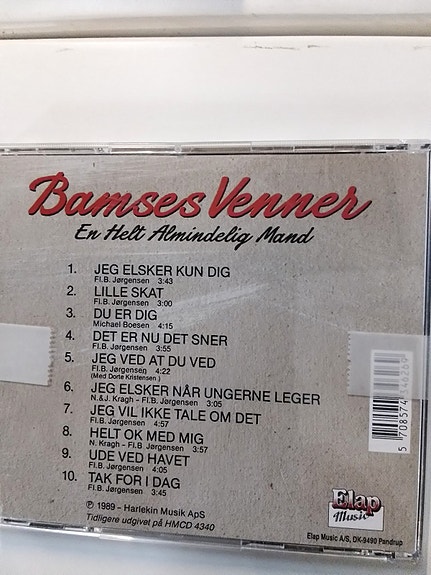 Bamses Venner
En Helt Almindelig Mand
1. JEG ELSKER KUN DIG
Fl.B. Jørgensen 3:43
2. LILLE SKAT
Fl.B. Jørgensen 3:00
3. DU ER DIG
Michael Boesen 4:15
4. DET ER NU DET SNER
Fl.B. Jørgensen 3:55
5. JEG VED AT DU VED
Fl.B. Jørgensen 4:22
(Med Dorte Kristensen)
6. JEG ELSKER NÅR UNGERNE LEGER
N.&J. Kragh - Fl.B. Jørgensen 3:05
7. JEG VIL IKKE TALE OM DET
Fl.B. Jørgensen 4:57
8. HELT OK MED MIG
N. Kragh - Fl.B. Jørgensen 3:57
9. UDE VED HAVET
Fl.B. Jørgensen 4:05
10. TAK FOR I DAG
Fl.B. Jørgensen 3:45
℗ 1989 - Harlekin Musik ApS
Tidligere udgivet på HMCD 4340
Elap
Music
Elap Music A/S, DK-9490 Pandrup